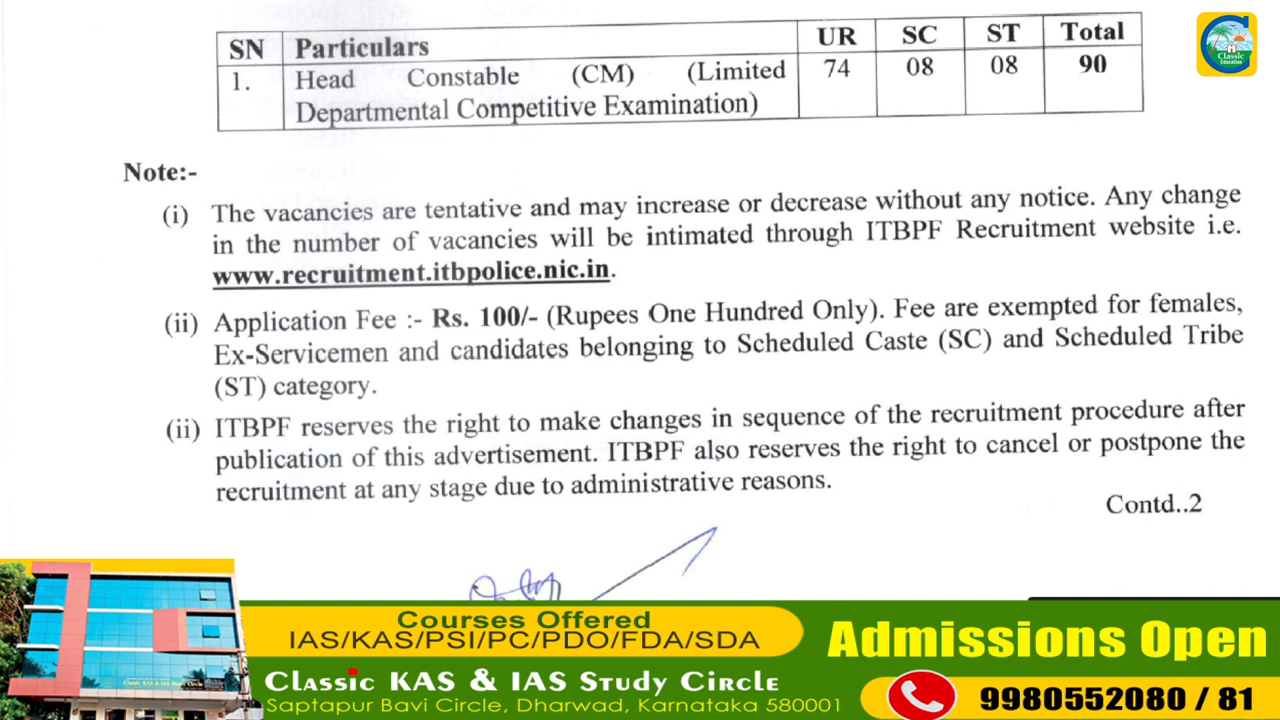 Classic
Education
SN Particulars UR SC ST Total
1. Head Constable (CM) (Limited 74 08 08 90
Departmental Competitive Examination)
Note:-
(i) The vacancies are tentative and may increase or decrease without any notice. Any change
in the number of vacancies will be intimated through ITBPF Recruitment website i.e.
www.recruitment.itbpolice.nic.in.
(ii) Application Fee :- Rs. 100/- (Rupees One Hundred Only). Fee are exempted for females,
Ex-Servicemen and candidates belonging to Scheduled Caste (SC) and Scheduled Tribe
(ST) category.
(ii) ITBPF reserves the right to make changes in sequence of the recruitment procedure after
publication of this advertisement. ITBPF also reserves the right to cancel or postpone the
recruitment at any stage due to administrative reasons.
Contd..2
Courses Offered
IAS/KAS/PSI/PC/PDO/FDA/SDA
Admissions Open
Classic KAS & IAS Study Circle
Saptapur Bavi Circle, Dharwad, Karnataka 580001
9980552080 / 81